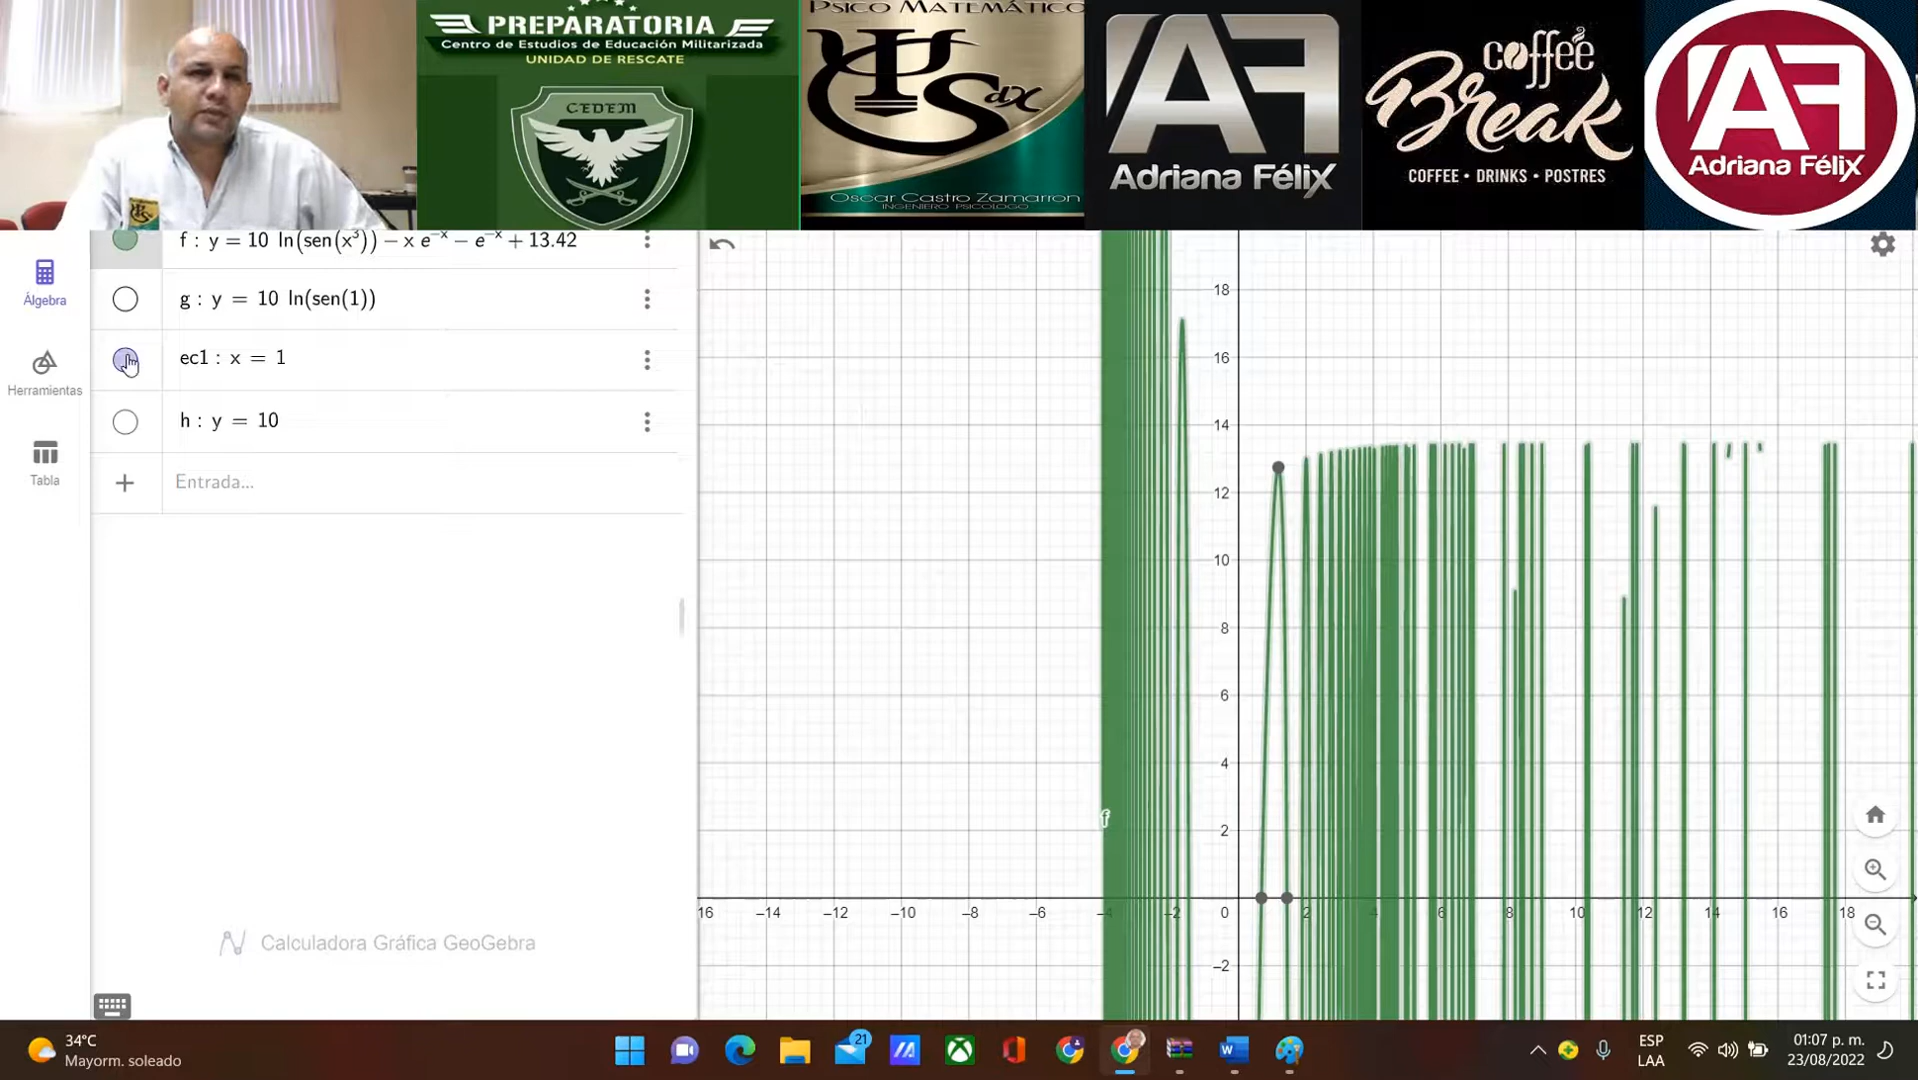 PREPARATORIA
Centro de Estudios de Educación Militarizada
UNIDAD DE RESCATE
CEDEM
PSICO MATEMÁTICO
dx
Oscar Castro Zamarron
INGENIERO PSICOLOGO
AF
Adriana Félix
coffee
Break
COFFEE • DRINKS • POSTRES
AF
Adriana Félix
f : y = 10 ln(sen(x³)) − x e⁻ˣ − e⁻ˣ + 13.42
g : y = 10 ln(sen(1))
ec1 : x = 1
h : y = 10
Entrada...
Álgebra
Herramientas
Tabla
Calculadora Gráfica GeoGebra
18
16
14
12
10
8
6
4
2
−2
f
16 −14 −12 −10 −8 −6 −4 −2 0 2 4 6 8 10 12 14 16 18
34°C
Mayorm. soleado
21
ESP
LAA
01:07 p. m.
23/08/2022